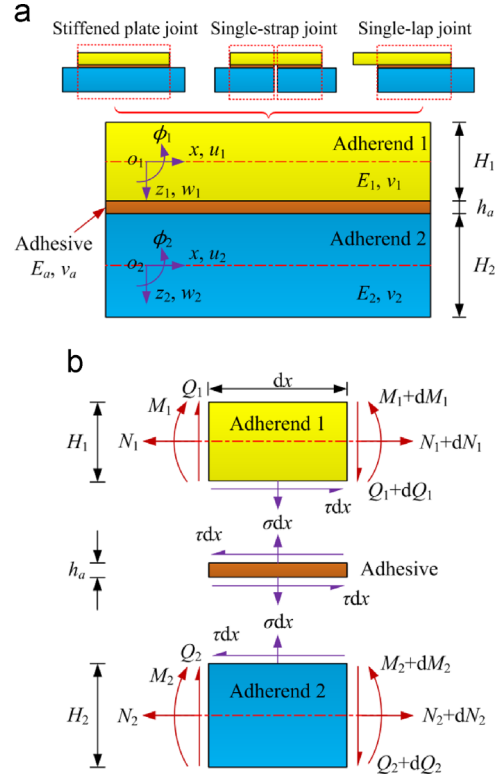 a
Stiffened plate joint Single-strap joint Single-lap joint
ϕ1
Adherend 1
o1 x, u1
H1
z1, w1
E1, ν1
ha
Adhesive
Ea, νa
ϕ2
Adherend 2
o2 x, u2
H2
z2, w2
E2, ν2
b
Q1 dx
M1 M1+dM1
Adherend 1
H1 N1 N1+dN1
Q1+dQ1
σdx τdx
τdx
ha Adhesive
σdx τdx
τdx
Q2
M2 M2+dM2
Adherend 2
H2 N2 N2+dN2
Q2+dQ2